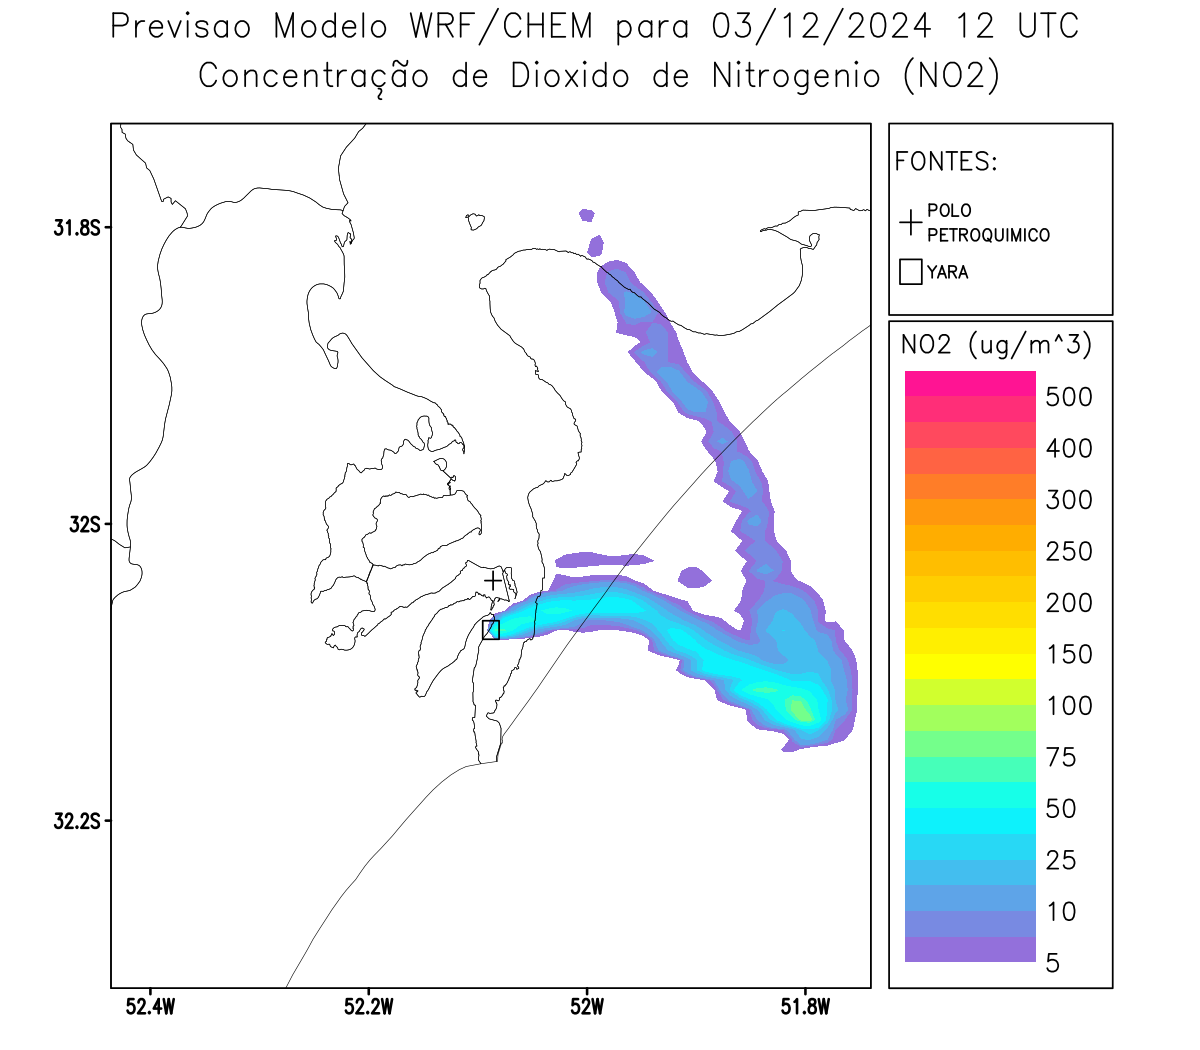 Previsao Modelo WRF/CHEM para 03/12/2024 12 UTC
Concentração de Dioxido de Nitrogenio (NO2)
FONTES:
POLO
PETROQUIMICO
YARA
NO2 (ug/m^3)
500
400
300
250
200
150
100
75
50
25
10
5
31.8S
32S
32.2S
52.4W
52.2W
52W
51.8W